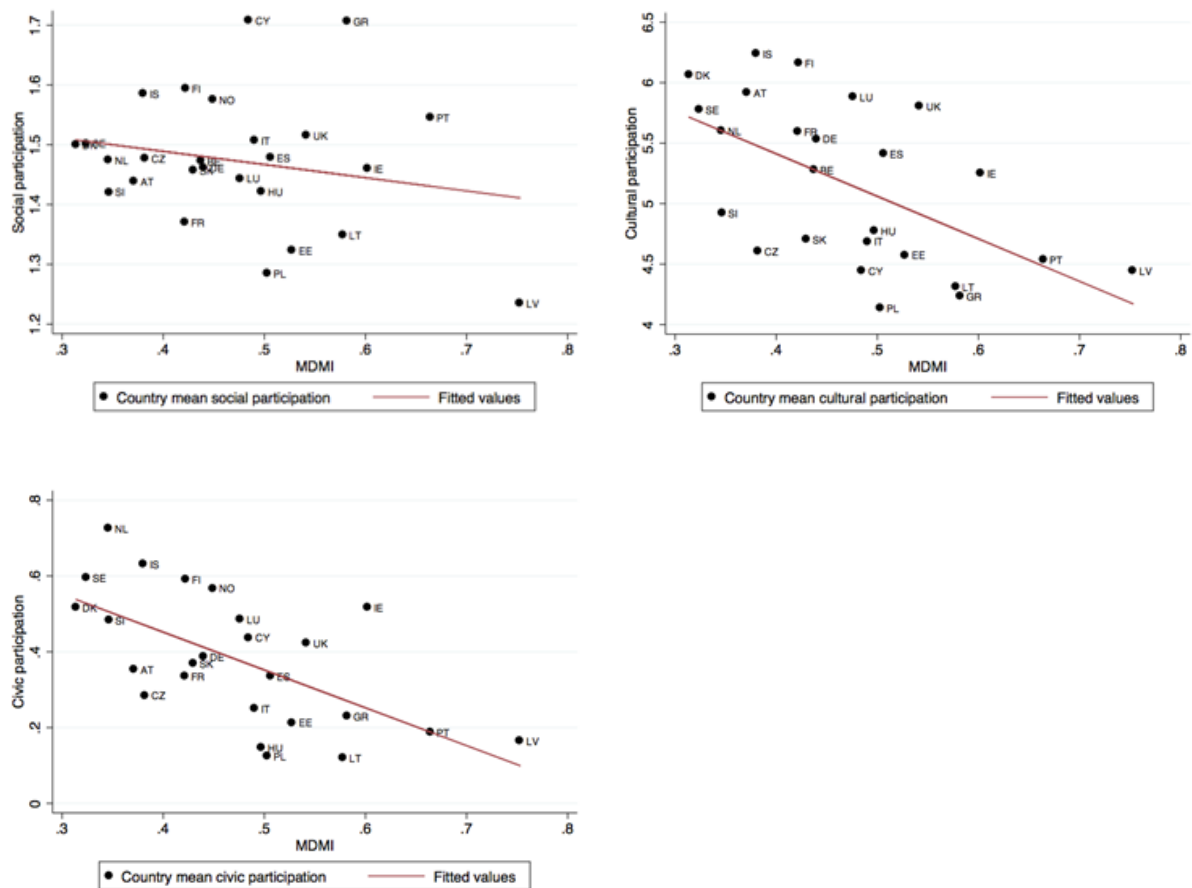 Social participation
1.7
1.6
1.5
1.4
1.3
1.2
CY
GR
IS
FI
NO
PT
IT
UK
SE
NL
CZ
BE
ES
SK
DE
IE
AT
SI
LU
HU
FR
LT
EE
PL
LV
.3 .4 .5 .6 .7 .8
MDMI
Country mean social participation Fitted values
Cultural participation
6.5
6
5.5
5
4.5
4
IS
FI
DK
AT
LU
SE
UK
NL
FR
DE
ES
BE
IE
SI
HU
SK
IT
CZ
EE
PT
CY
LV
LT
GR
PL
.3 .4 .5 .6 .7 .8
MDMI
Country mean cultural participation Fitted values
Civic participation
.8
.6
.4
.2
0
NL
IS
SE
FI
NO
DK
IE
SI
LU
CY
UK
DE
SK
AT
FR
ES
CZ
IT
GR
EE
PT
LV
HU
PL
LT
.3 .4 .5 .6 .7 .8
MDMI
Country mean civic participation Fitted values